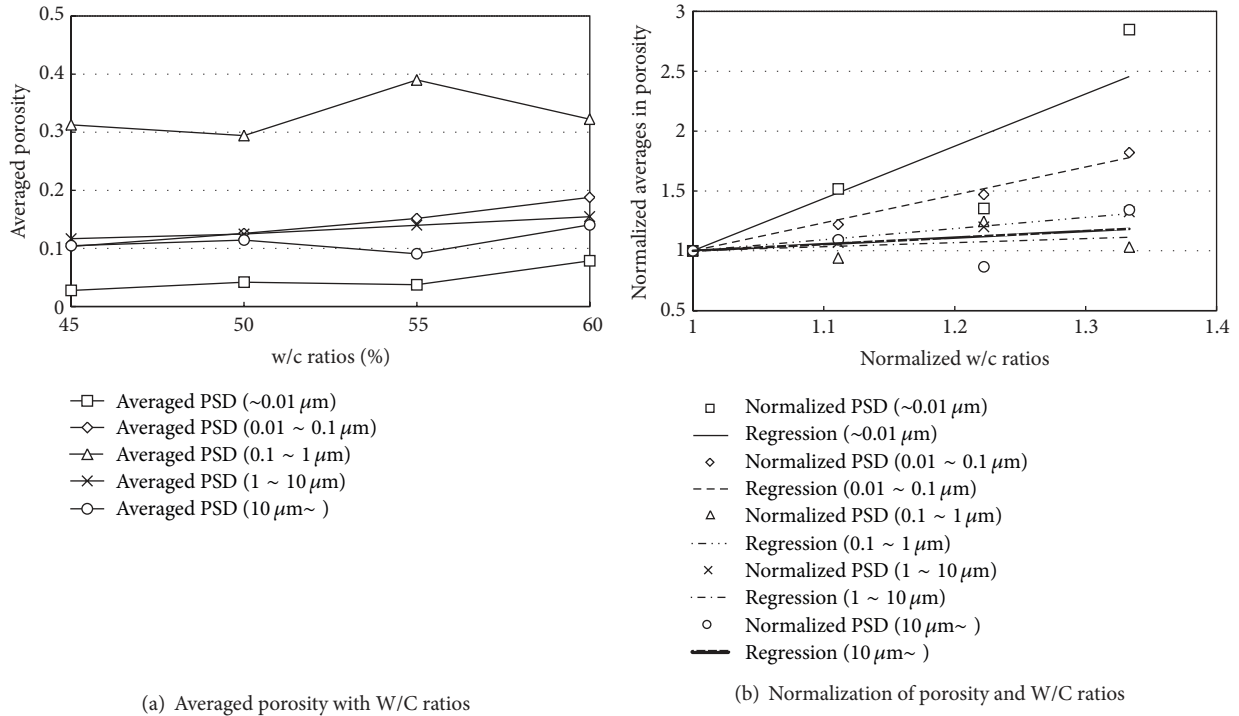 0.5
0.4
0.3
0.2
0.1
0
Averaged porosity
45
50
55
60
w/c ratios (%)
Averaged PSD (~0.01 μm)
Averaged PSD (0.01 ~ 0.1 μm)
Averaged PSD (0.1 ~ 1 μm)
Averaged PSD (1 ~ 10 μm)
Averaged PSD (10 μm~ )
(a) Averaged porosity with W/C ratios
3
2.5
2
1.5
1
0.5
Normalized averages in porosity
1
1.1
1.2
1.3
1.4
Normalized w/c ratios
Normalized PSD (~0.01 μm)
Regression (~0.01 μm)
Normalized PSD (0.01 ~ 0.1 μm)
Regression (0.01 ~ 0.1 μm)
Normalized PSD (0.1 ~ 1 μm)
Regression (0.1 ~ 1 μm)
Normalized PSD (1 ~ 10 μm)
Regression (1 ~ 10 μm)
Normalized PSD (10 μm~ )
Regression (10 μm~ )
(b) Normalization of porosity and W/C ratios